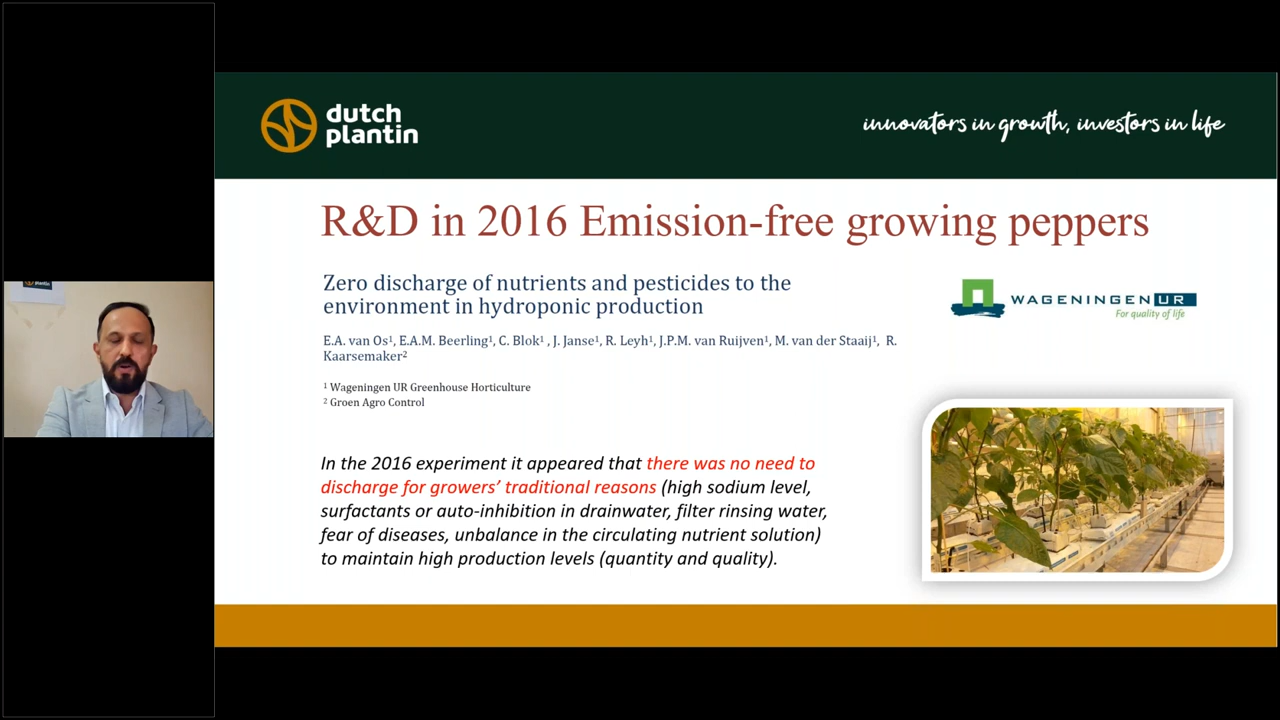 dutch
plantin
innovators in growth, investors in life
R&D in 2016 Emission-free growing peppers
Zero discharge of nutrients and pesticides to the
environment in hydroponic production
E.A. van Os¹, E.A.M. Beerling¹, C. Blok¹ , J. Janse¹, R. Leyh¹, J.P.M. van Ruijven¹, M. van der Staaij¹, R.
Kaarsemaker²
¹ Wageningen UR Greenhouse Horticulture
² Groen Agro Control
WAGENINGEN UR
For quality of life
In the 2016 experiment it appeared that there was no need to
discharge for growers’ traditional reasons (high sodium level,
surfactants or auto-inhibition in drainwater, filter rinsing water,
fear of diseases, unbalance in the circulating nutrient solution)
to maintain high production levels (quantity and quality).